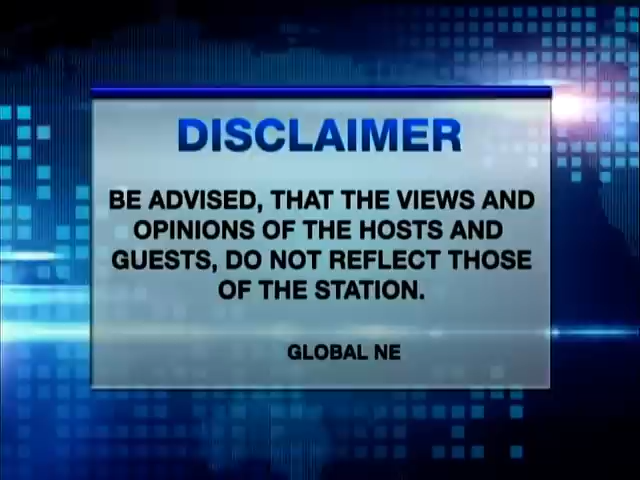 DISCLAIMER
BE ADVISED, THAT THE VIEWS AND
OPINIONS OF THE HOSTS AND
GUESTS, DO NOT REFLECT THOSE
OF THE STATION.
GLOBAL NE